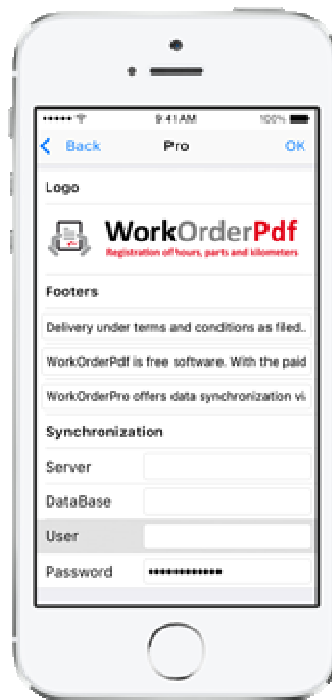 9:41 AM 100%
Back Pro OK
Logo
WorkOrderPdf
Registration of hours, parts and kilometers
Footers
Delivery under terms and conditions as filed..
WorkOrderPdf is free software. With the paid
WorkOrderPro offers data synchronization vi
Synchronization
Server
DataBase
User
Password ••••••••••••